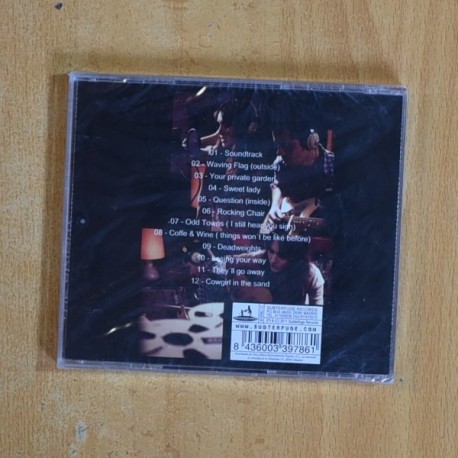 01 - Soundtrack
02 - Waving Flag (outside)
03 - Your private garden
04 - Sweet lady
05 - Question (inside)
06 - Rocking Chair
07 - Odd Towns ( I still hear you sigh)
08 - Coffe & Wine ( things won´t be like before)
09 - Deadweights
10 - Losing your way
11 - They´ll go away
12 - Cowgirl in the sand
SUBTERFUGE RECORDS
WWW.SUBTERFUGE.COM
8 436003 397861